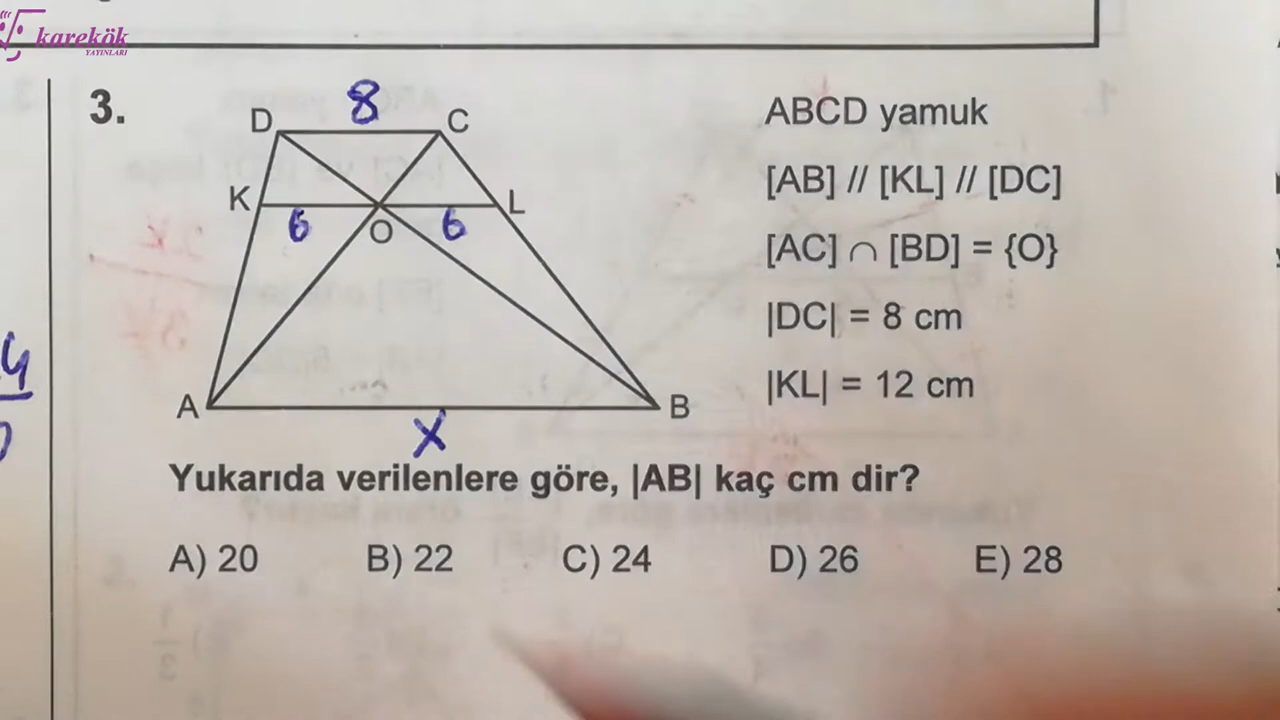 karekök
YAYINLARI
3.
8
D
C
K
L
6
6
O
A
B
x
ABCD yamuk
[AB] // [KL] // [DC]
[AC] ∩ [BD] = {O}
|DC| = 8 cm
|KL| = 12 cm
Yukarıda verilenlere göre, |AB| kaç cm dir?
A) 20 B) 22 C) 24 D) 26 E) 28